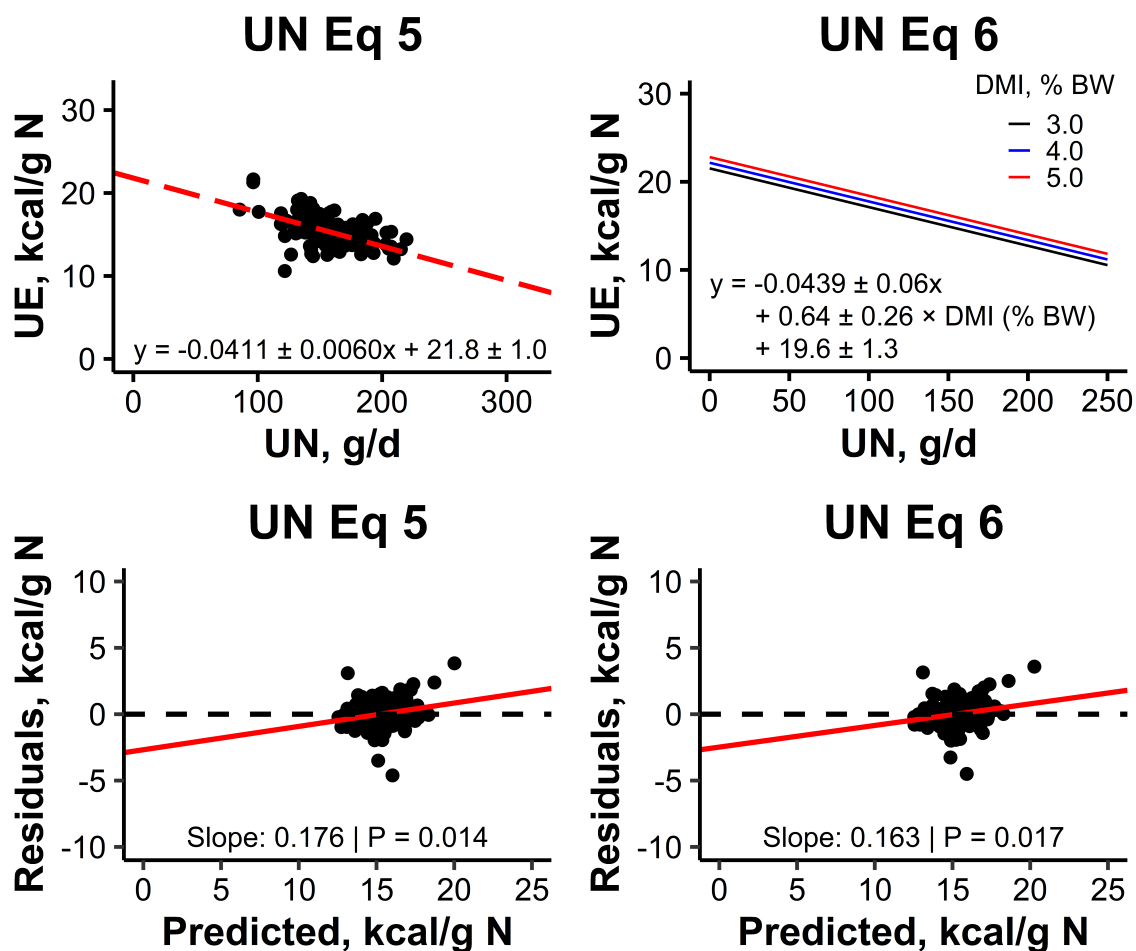 UN Eq 5
UE, kcal/g N
30
20
10
0
y = -0.0411 ± 0.0060x + 21.8 ± 1.0
0 100 200 300
UN, g/d
UN Eq 6
DMI, % BW
3.0
4.0
5.0
UE, kcal/g N
30
20
10
0
y = -0.0439 ± 0.06x
+ 0.64 ± 0.26 × DMI (% BW)
+ 19.6 ± 1.3
0 50 100 150 200 250
UN, g/d
UN Eq 5
Residuals, kcal/g N
10
5
0
-5
-10
Slope: 0.176 | P = 0.014
0 5 10 15 20 25
Predicted, kcal/g N
UN Eq 6
Residuals, kcal/g N
10
5
0
-5
-10
Slope: 0.163 | P = 0.017
0 5 10 15 20 25
Predicted, kcal/g N